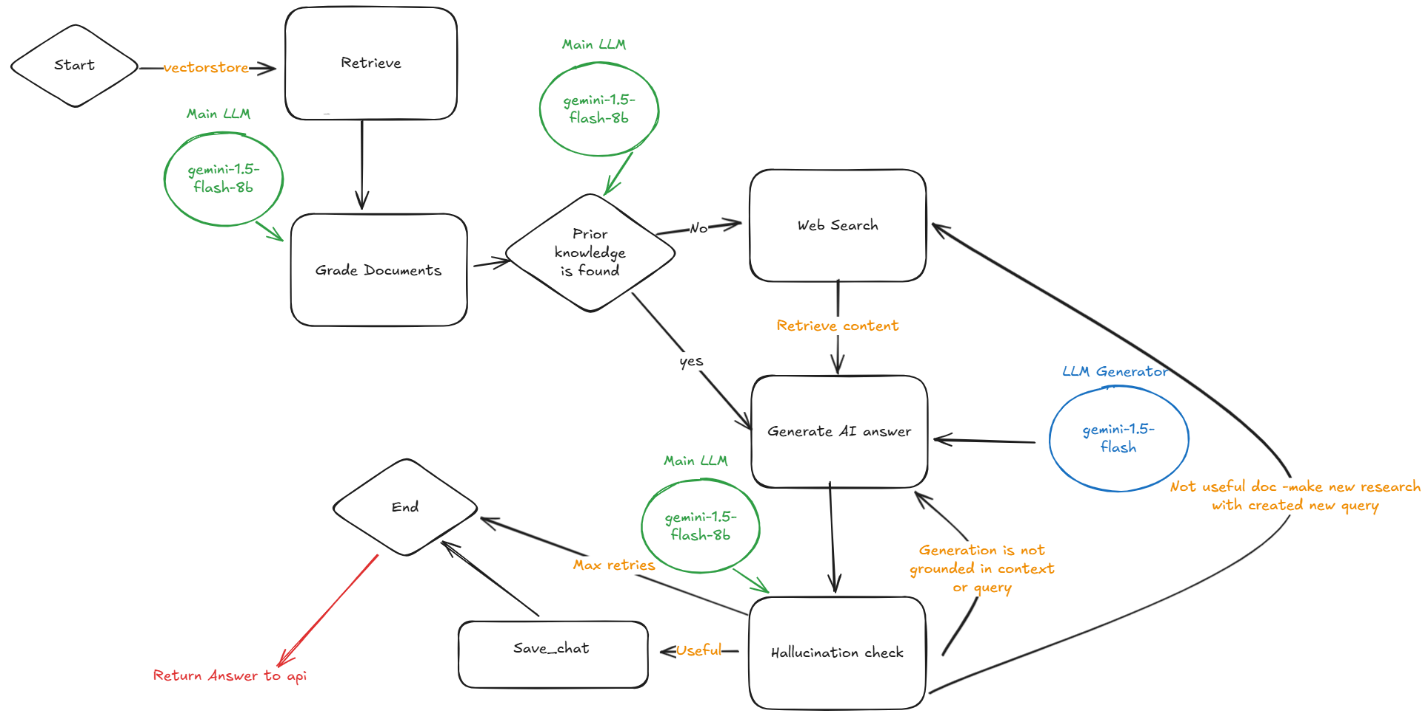 Start
vectorstore
Retrieve
Main LLM
gemini-1.5-
flash-8b
Main LLM
gemini-1.5-
flash-8b
Grade Documents
Prior
knowledge
is found
No
Web Search
yes
Retrieve content
LLM Generator
gemini-1.5-
flash
Generate AI answer
Main LLM
gemini-1.5-
flash-8b
Not useful doc -make new research
with created new query
End
Max retries
Generation is not
grounded in context
or query
Save_chat
Useful
Hallucination check
Return Answer to api